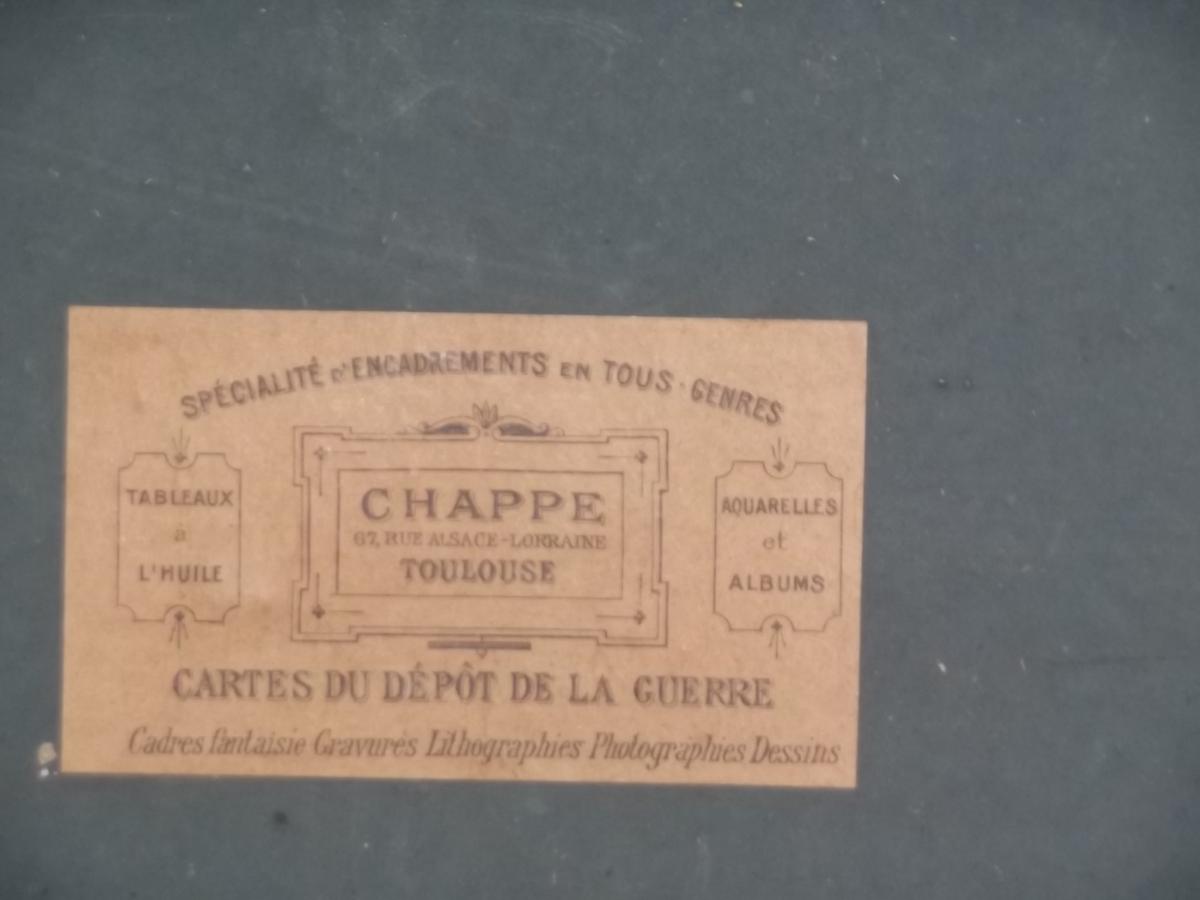 SPÉCIALITÉ D'ENCADREMENTS EN TOUS GENRES
TABLEAUX
à
L'HUILE
CHAPPE
67, RUE ALSACE-LORRAINE
TOULOUSE
AQUARELLES
et
ALBUMS
CARTES DU DÉPÔT DE LA GUERRE
Cadres fantaisie Gravures Lithographies Photographies Dessins